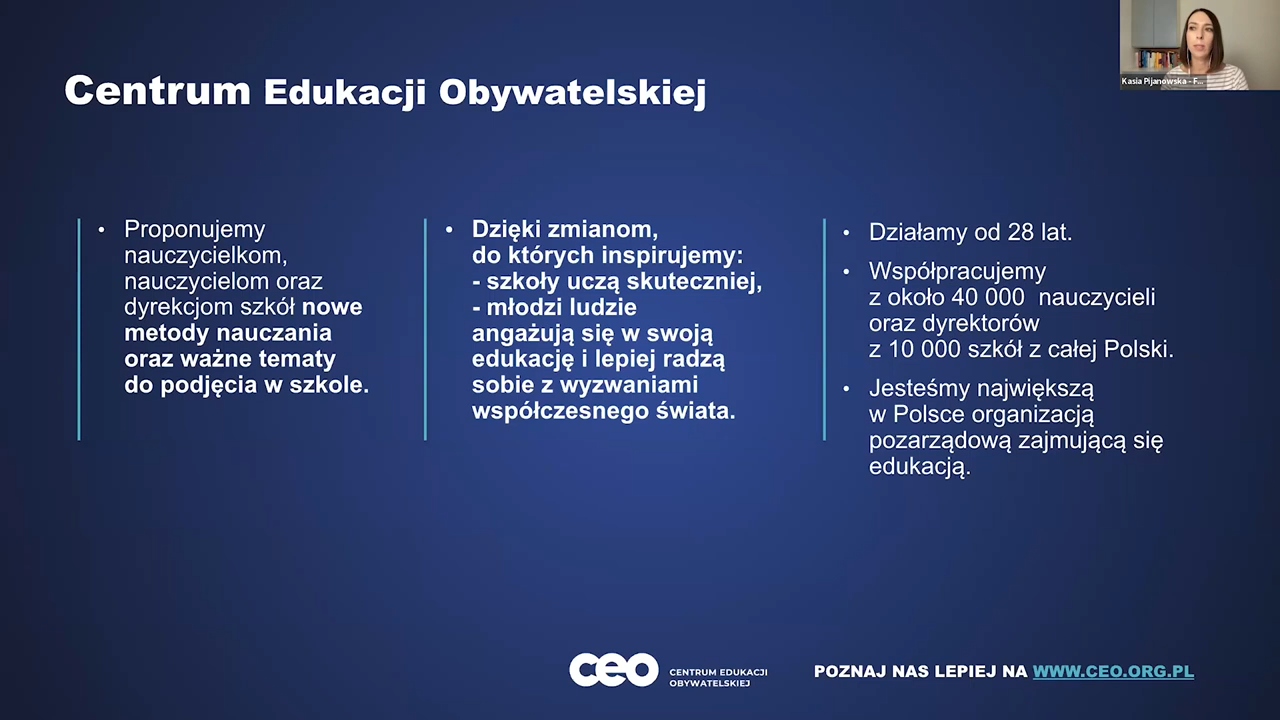 Kasia Pijanowska - F...
Centrum Edukacji Obywatelskiej
• Proponujemy
nauczycielkom,
nauczycielom oraz
dyrekcjom szkół nowe
metody nauczania
oraz ważne tematy
do podjęcia w szkole.
• Dzięki zmianom,
do których inspirujemy:
- szkoły uczą skuteczniej,
- młodzi ludzie
angażują się w swoją
edukację i lepiej radzą
sobie z wyzwaniami
współczesnego świata.
• Działamy od 28 lat.
• Współpracujemy
z około 40 000 nauczycieli
oraz dyrektorów
z 10 000 szkół z całej Polski.
• Jesteśmy największą
w Polsce organizacją
pozarządową zajmującą się
edukacją.
ceo
CENTRUM EDUKACJI
OBYWATELSKIEJ
POZNAJ NAS LEPIEJ NA WWW.CEO.ORG.PL